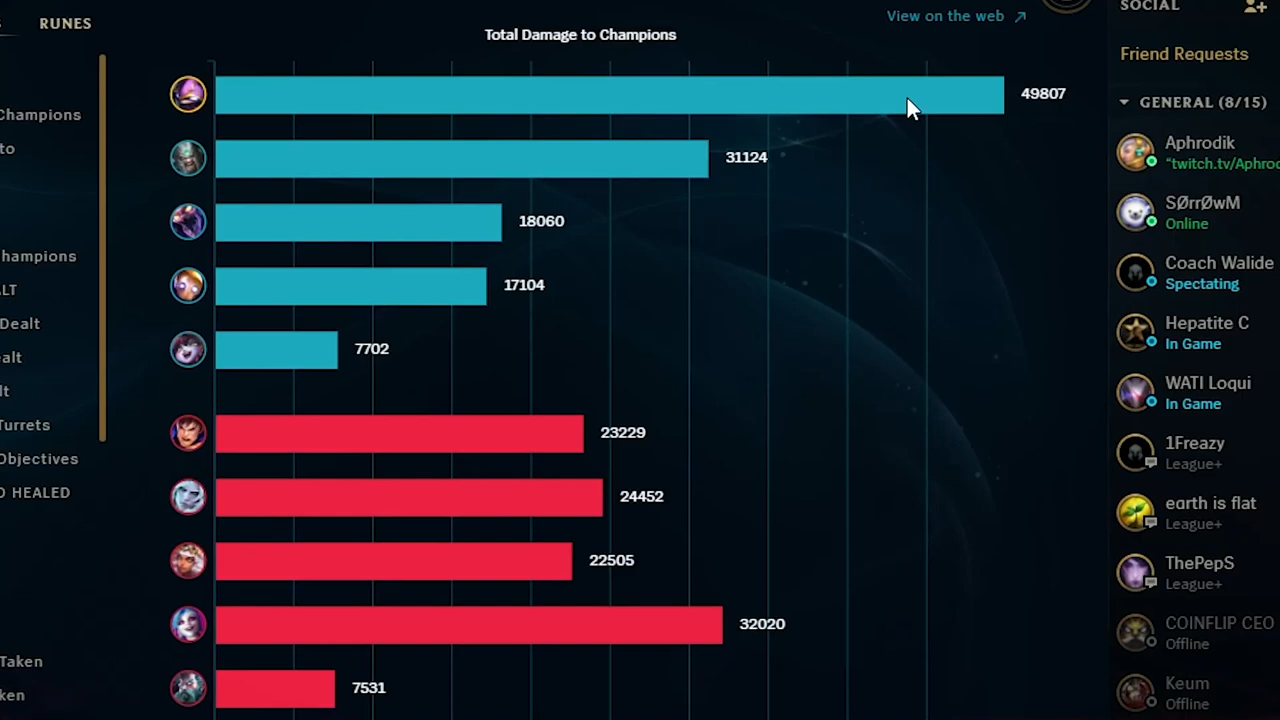 RUNES
View on the web
SOCIAL
Total Damage to Champions
Friend Requests
49807
GENERAL (8/15)
Champions
to
31124
Aphrodik
"twitch.tv/Aphrod
18060
SØrrØwM
Online
hampions
LT
17104
Coach Walide
Spectating
Dealt
ealt
7702
Hepatite C
In Game
lt
WATI Loqui
In Game
Turrets
23229
1Freazy
League+
Objectives
D HEALED
24452
earth is flat
League+
22505
ThePepS
League+
32020
COINFLIP CEO
Offline
Taken
ken
7531
Keum
Offline